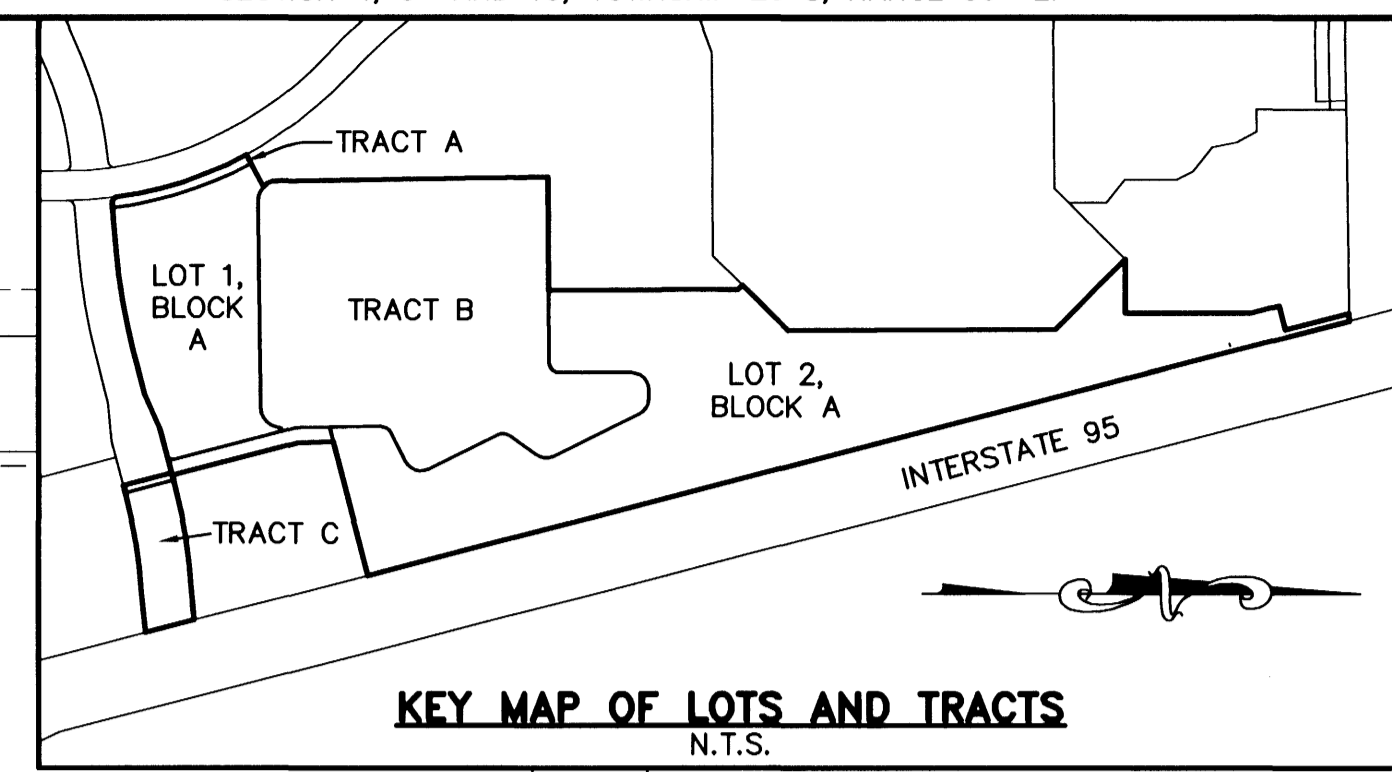 TRACT A
LOT 1,
BLOCK
A
TRACT B
LOT 2,
BLOCK A
INTERSTATE 95
TRACT C
KEY MAP OF LOTS AND TRACTS
N.T.S.